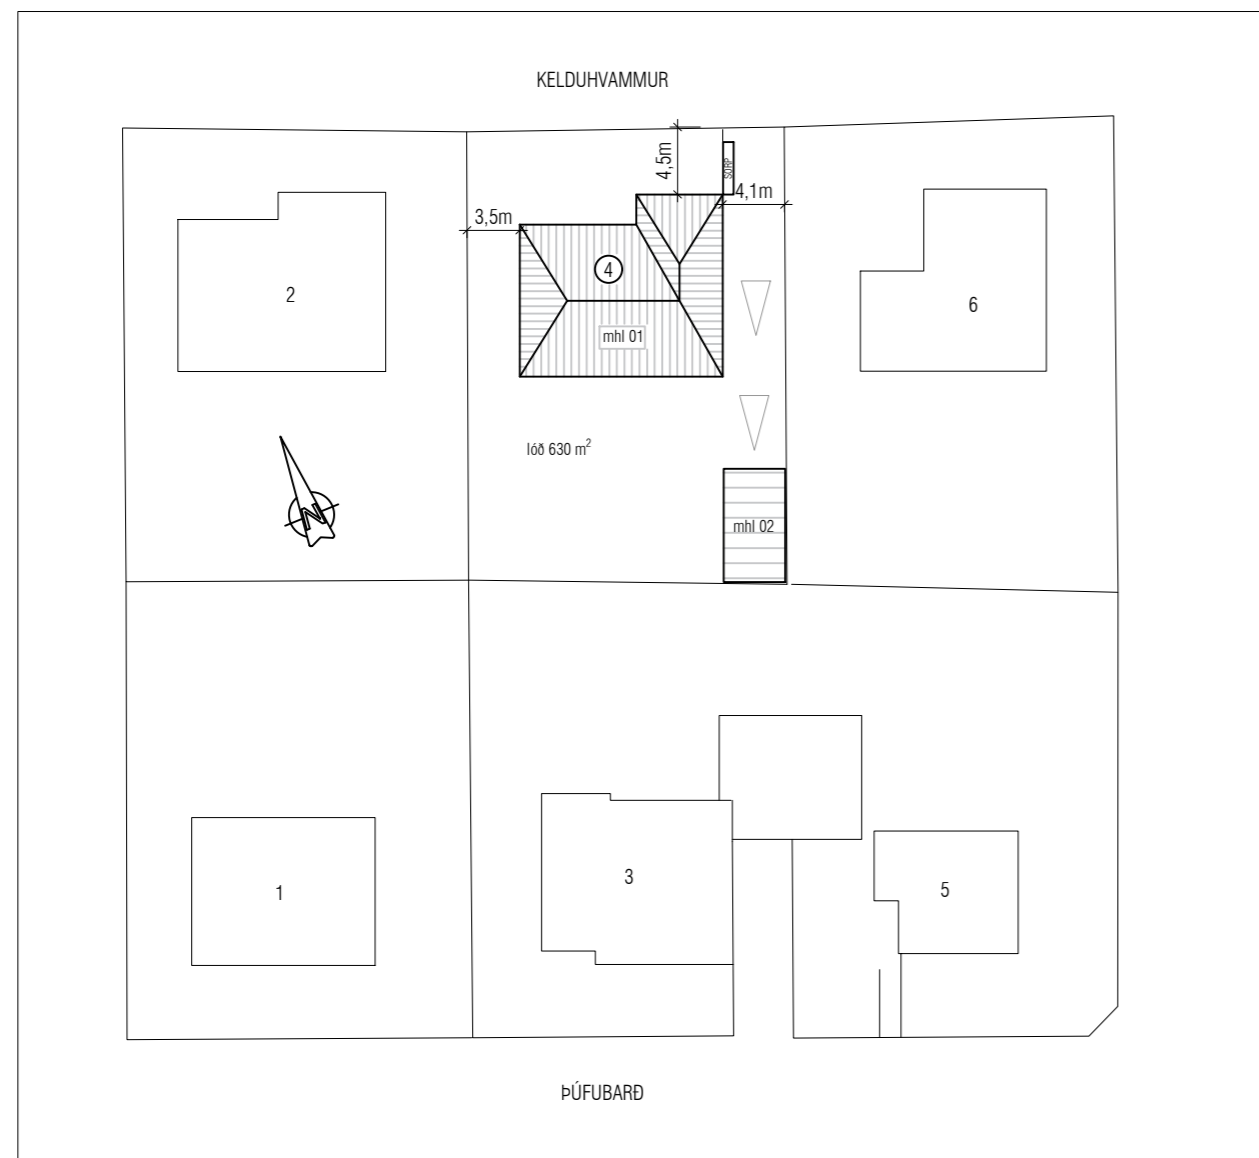 KELDUHVAMMUR
4,5m
SORP
4,1m
3,5m
4
2
6
mhl 01
lóð 630 m²
N
mhl 02
3
1
5
ÞÚFUBARÐ